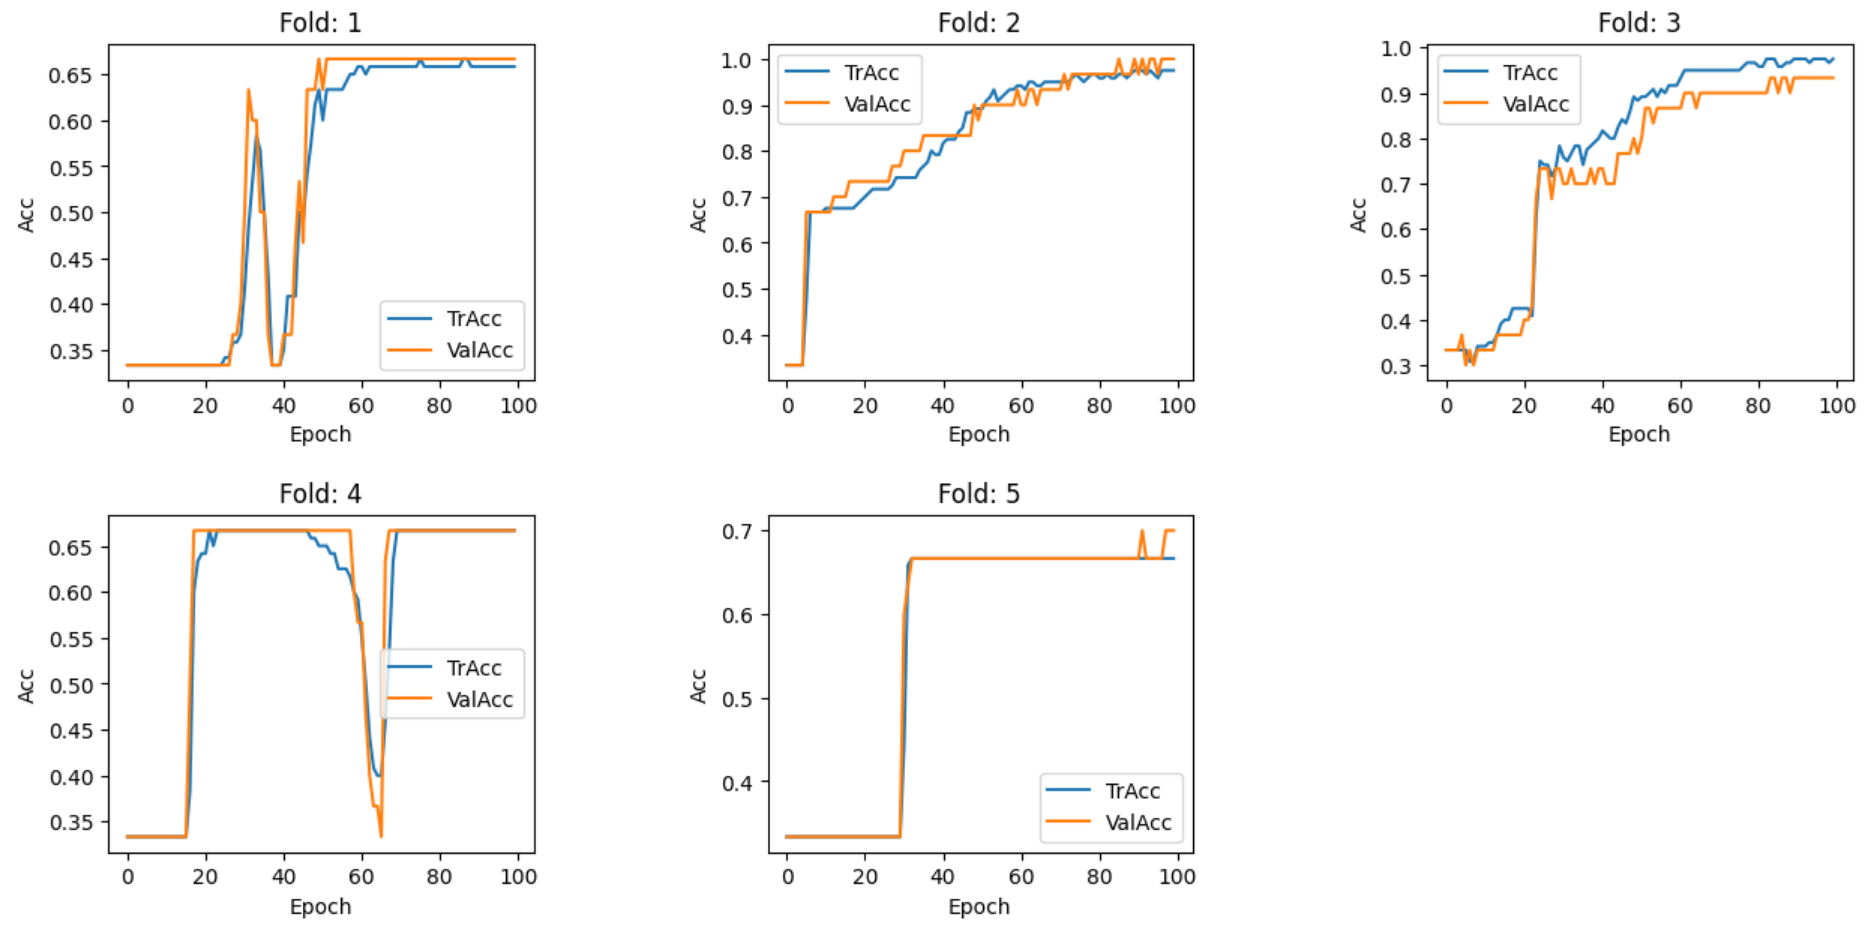 Fold: 1
0.65
0.60
0.55
0.50
0.45
0.40
0.35
Acc
TrAcc
ValAcc
0 20 40 60 80 100
Epoch
Fold: 2
1.0
0.9
0.8
0.7
0.6
0.5
0.4
Acc
TrAcc
ValAcc
0 20 40 60 80 100
Epoch
Fold: 3
1.0
0.9
0.8
0.7
0.6
0.5
0.4
0.3
Acc
TrAcc
ValAcc
0 20 40 60 80 100
Epoch
Fold: 4
0.65
0.60
0.55
0.50
0.45
0.40
0.35
Acc
TrAcc
ValAcc
0 20 40 60 80 100
Epoch
Fold: 5
0.7
0.6
0.5
0.4
Acc
TrAcc
ValAcc
0 20 40 60 80 100
Epoch